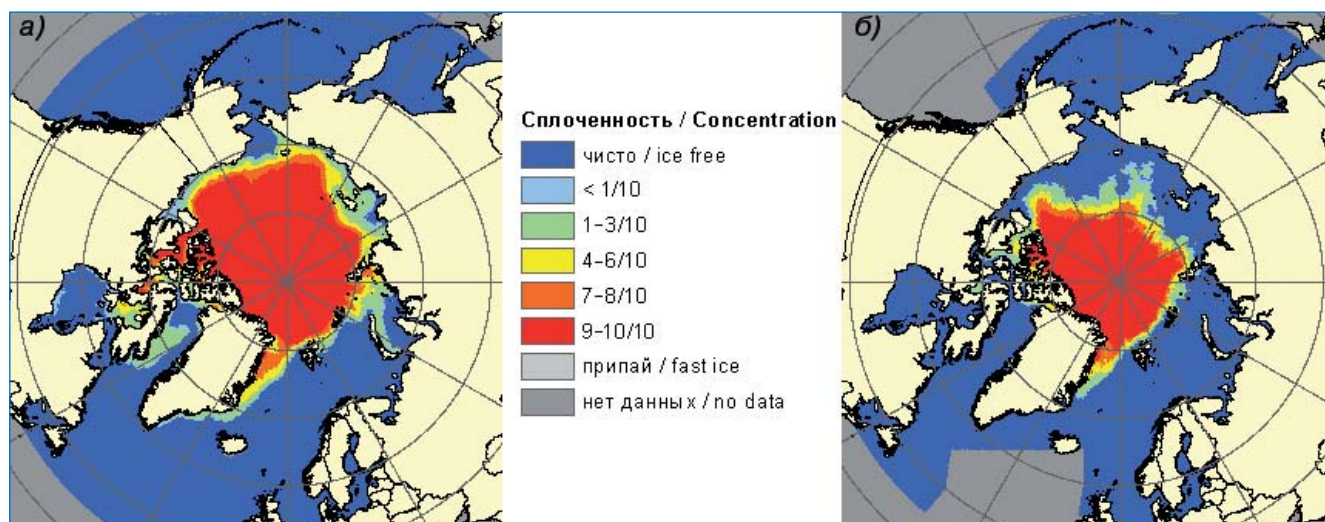 а)
Сплоченность / Concentration
чисто / ice free
< 1/10
1–3/10
4–6/10
7–8/10
9–10/10
припай / fast ice
нет данных / no data
б)